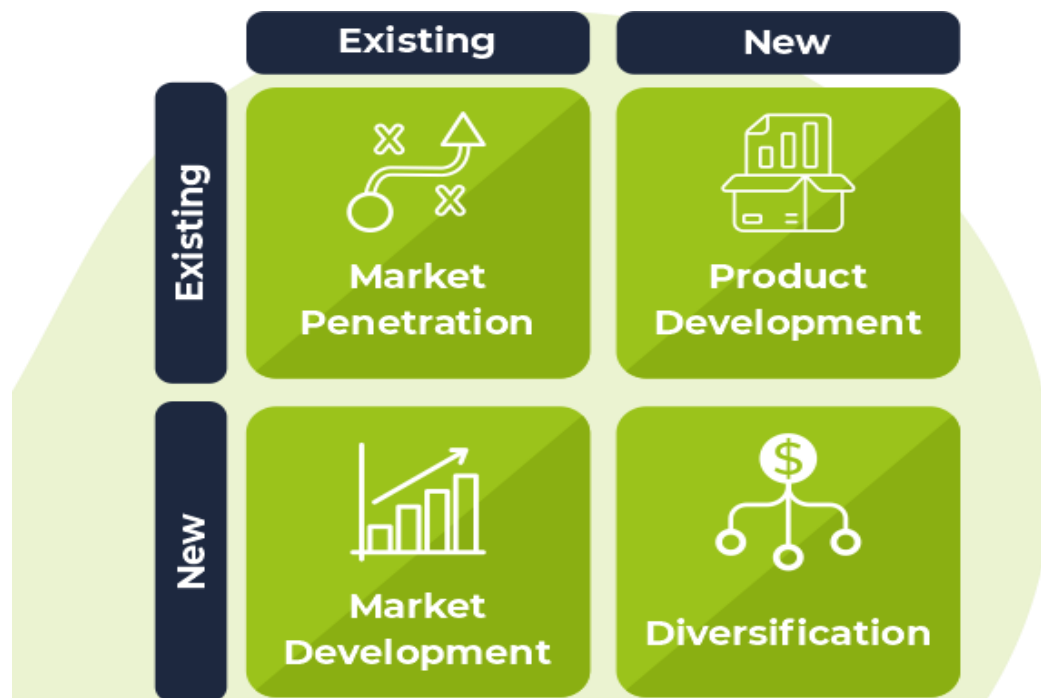 Existing
New
Existing
Market
Penetration
Product
Development
New
Market
Development
$
Diversification